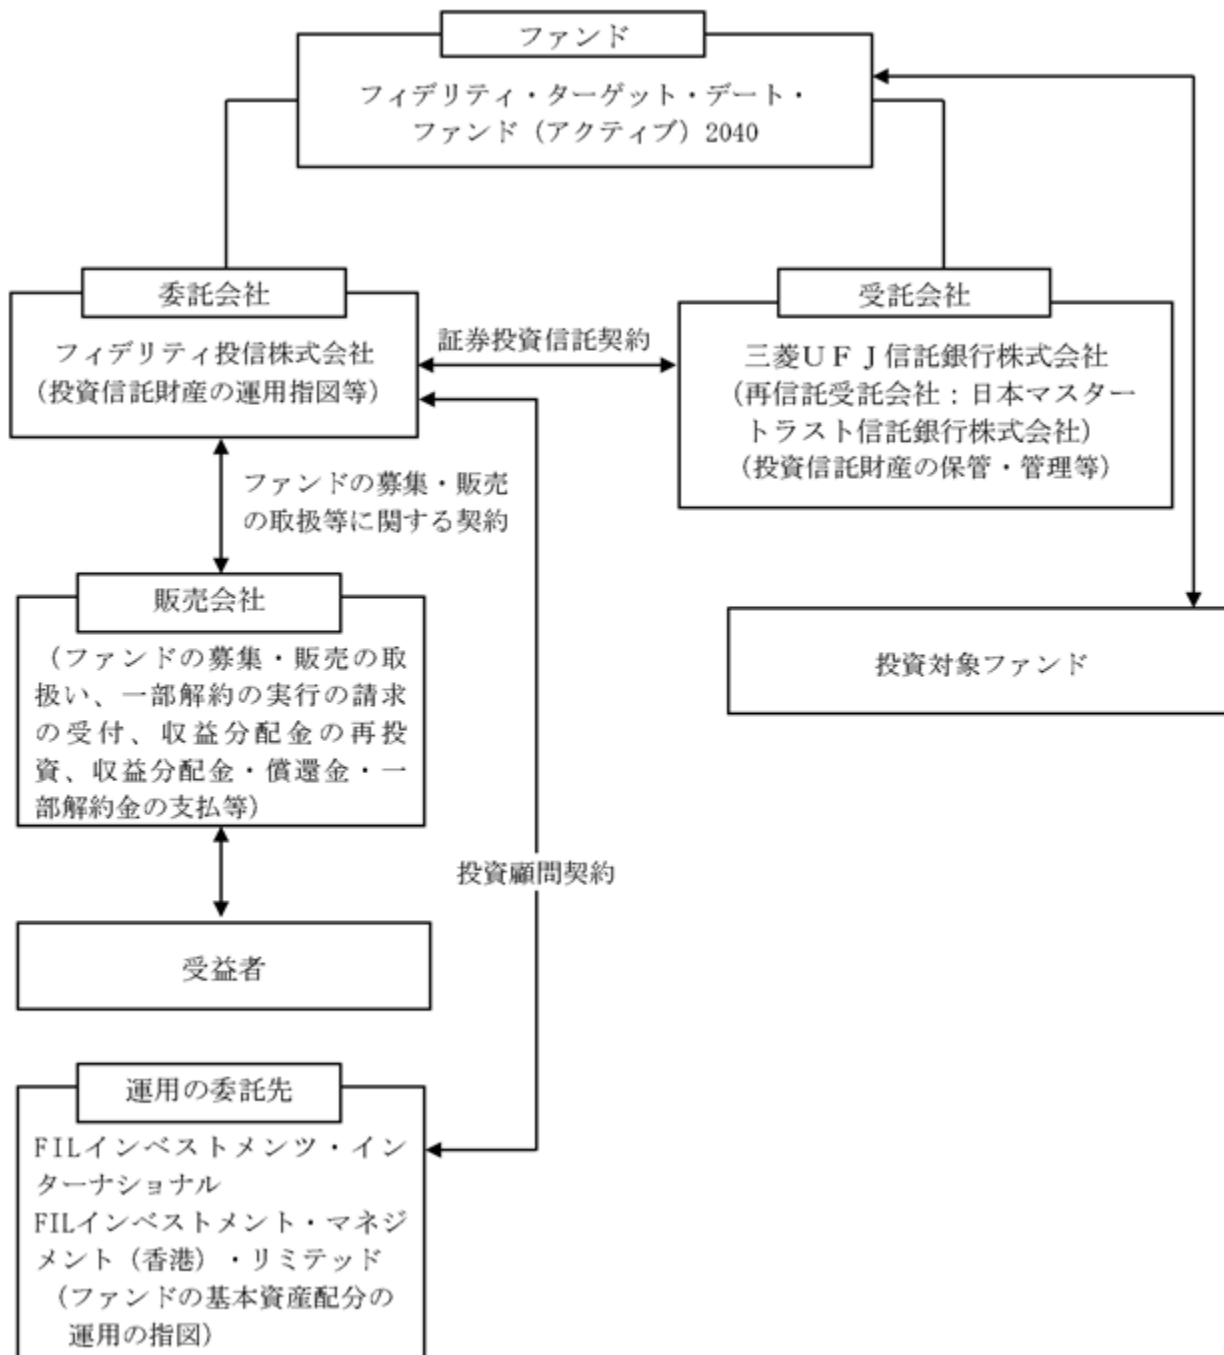 ファンド
フィデリティ・ターゲット・デート・
ファンド（アクティブ）2040
委託会社
フィデリティ投信株式会社
（投資信託財産の運用指図等）
証券投資信託契約
受託会社
三菱ＵＦＪ信託銀行株式会社
（再信託受託会社：日本マスター
トラスト信託銀行株式会社）
（投資信託財産の保管・管理等）
ファンドの募集・販売
の取扱等に関する契約
販売会社
（ファンドの募集・販売の取
扱い、一部解約の実行の請求
の受付、収益分配金の再投
資、収益分配金・償還金・一
部解約金の支払等）
投資対象ファンド
投資顧問契約
受益者
運用の委託先
FILインベストメンツ・イン
ターナショナル
FILインベストメント・マネジ
メント（香港）・リミテッド
（ファンドの基本資産配分の
運用の指図）